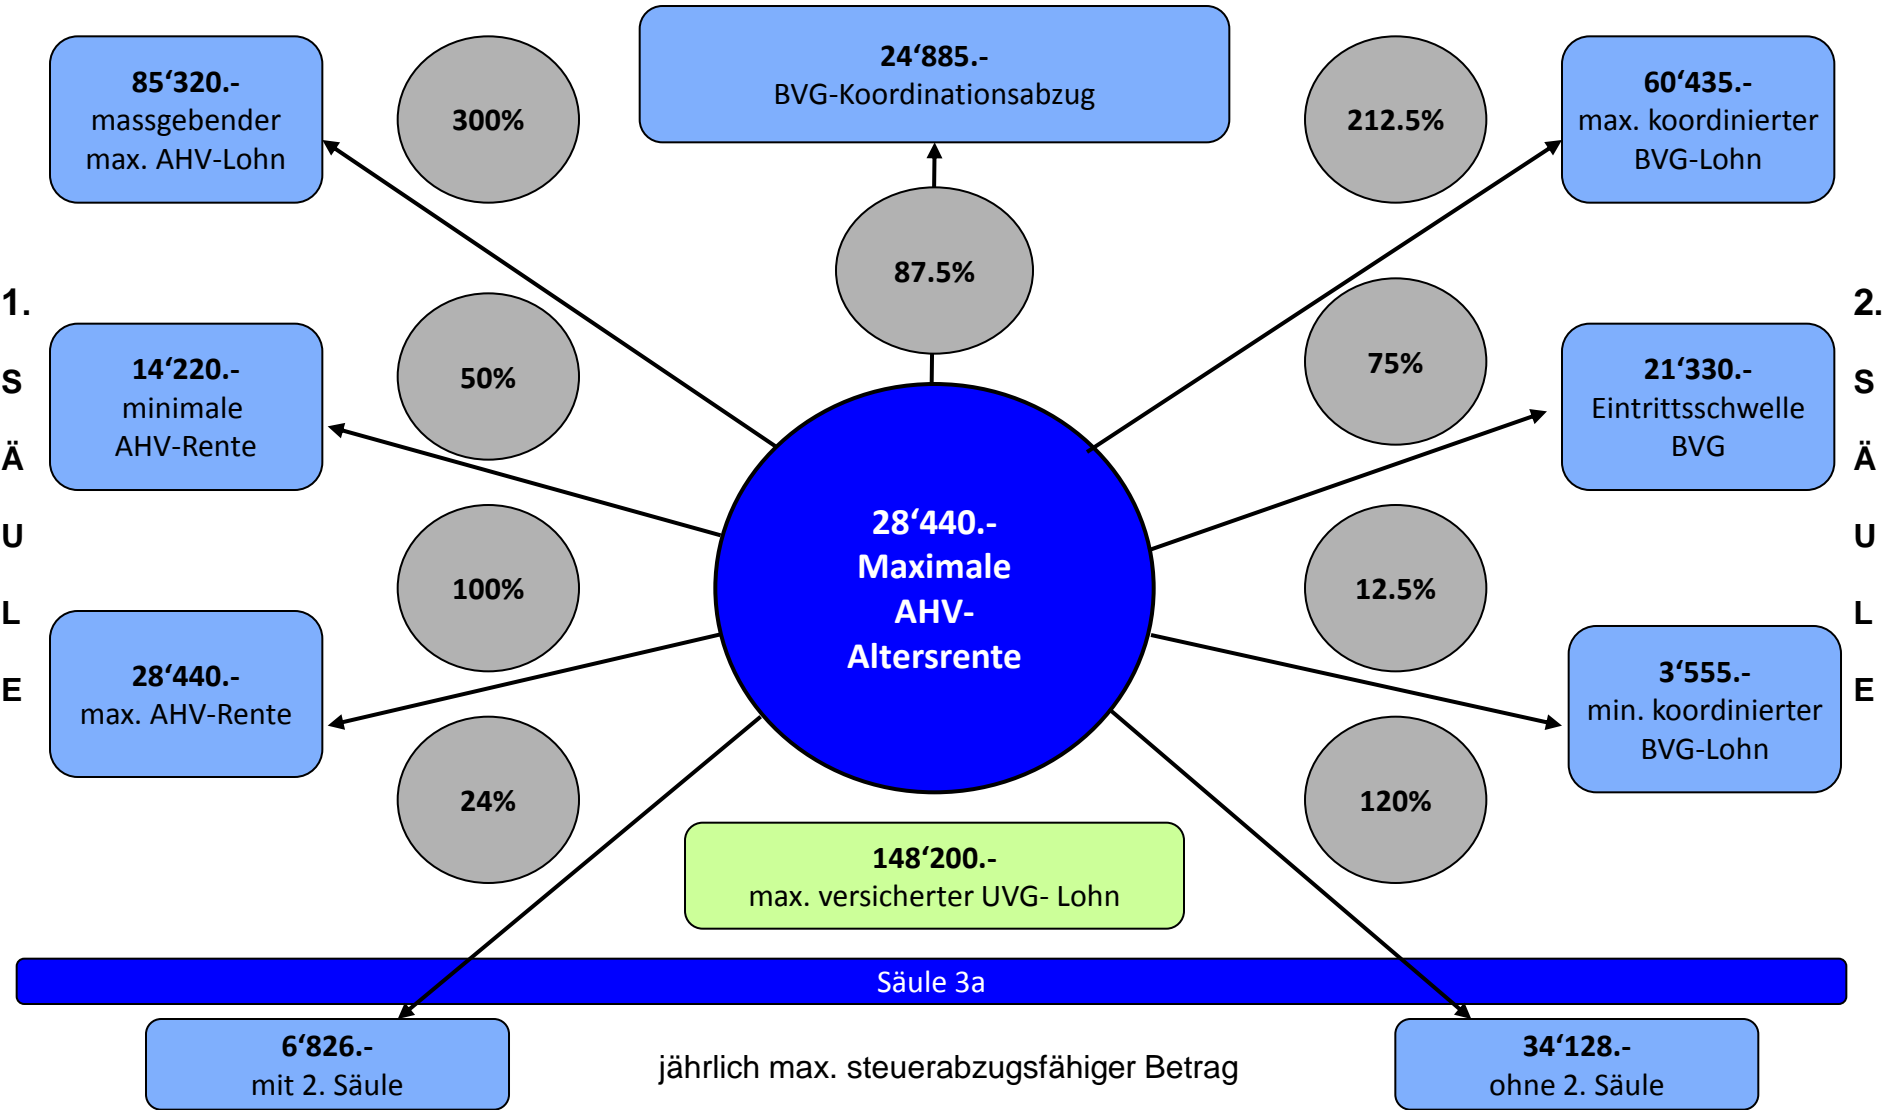 85‘320.-
massgebender
max. AHV-Lohn
300%
24‘885.-
BVG-Koordinationsabzug
212.5%
60‘435.-
max. koordinierter
BVG-Lohn
87.5%
1.
S
Ä
U
L
E
14‘220.-
minimale
AHV-Rente
50%
75%
21‘330.-
Eintrittsschwelle
BVG
2.
S
Ä
U
L
E
28‘440.-
Maximale
AHV-
Altersrente
100%
12.5%
28‘440.-
max. AHV-Rente
3‘555.-
min. koordinierter
BVG-Lohn
24%
120%
148‘200.-
max. versicherter UVG- Lohn
Säule 3a
6‘826.-
mit 2. Säule
jährlich max. steuerabzugsfähiger Betrag
34‘128.-
ohne 2. Säule